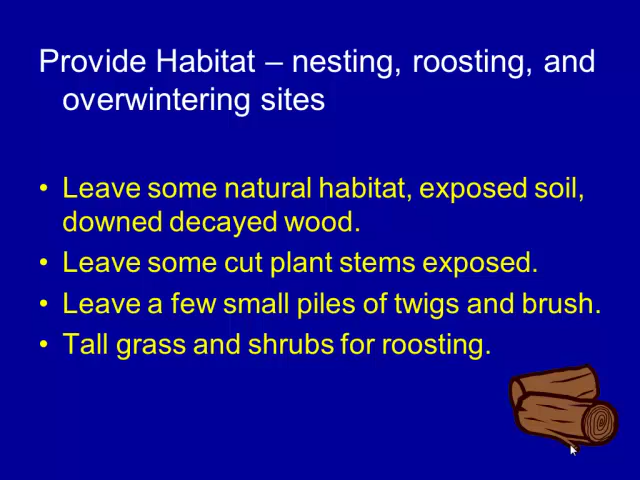 Provide Habitat – nesting, roosting, and
overwintering sites
• Leave some natural habitat, exposed soil,
downed decayed wood.
• Leave some cut plant stems exposed.
• Leave a few small piles of twigs and brush.
• Tall grass and shrubs for roosting.